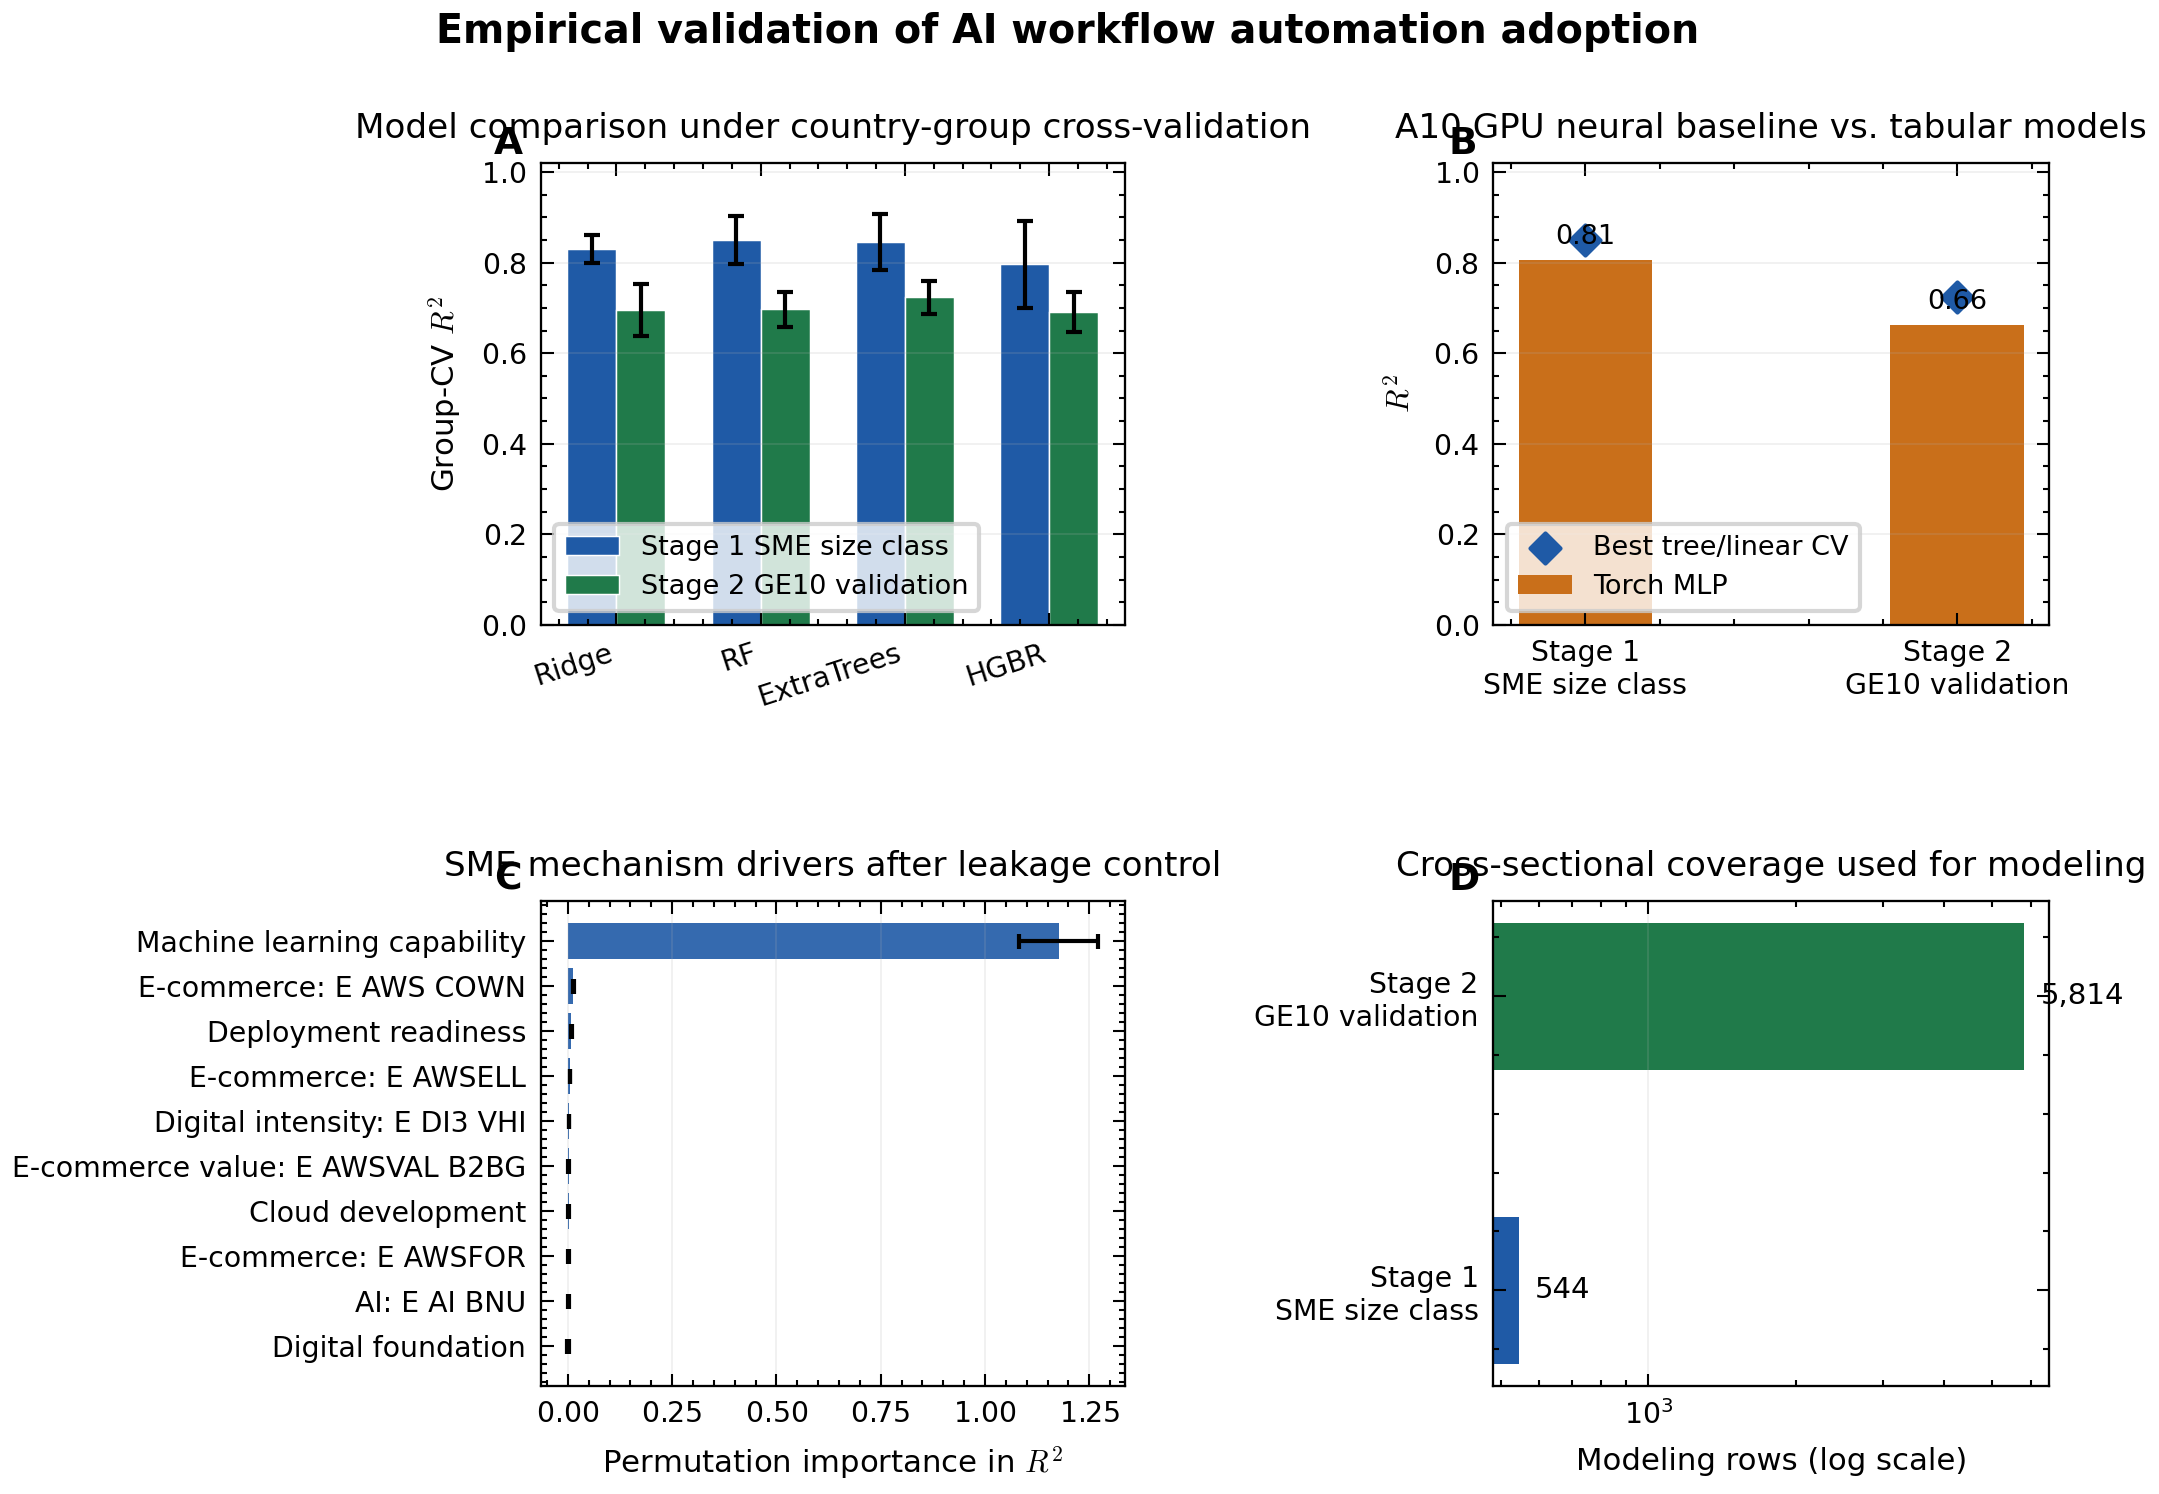 Empirical validation of AI workflow automation adoption
A
Model comparison under country-group cross-validation
Group-CV R²
1.0
0.8
0.6
0.4
0.2
0.0
Stage 1 SME size class
Stage 2 GE10 validation
Ridge
RF
ExtraTrees
HGBR
B
A10 GPU neural baseline vs. tabular models
R²
1.0
0.8
0.6
0.4
0.2
0.0
0.81
0.66
Best tree/linear CV
Torch MLP
Stage 1
SME size class
Stage 2
GE10 validation
C
SME mechanism drivers after leakage control
Machine learning capability
E-commerce: E AWS COWN
Deployment readiness
E-commerce: E AWSELL
Digital intensity: E DI3 VHI
E-commerce value: E AWSVAL B2BG
Cloud development
E-commerce: E AWSFOR
AI: E AI BNU
Digital foundation
0.00 0.25 0.50 0.75 1.00 1.25
Permutation importance in R²
D
Cross-sectional coverage used for modeling
Stage 2
GE10 validation
5,814
Stage 1
SME size class
544
10³
Modeling rows (log scale)